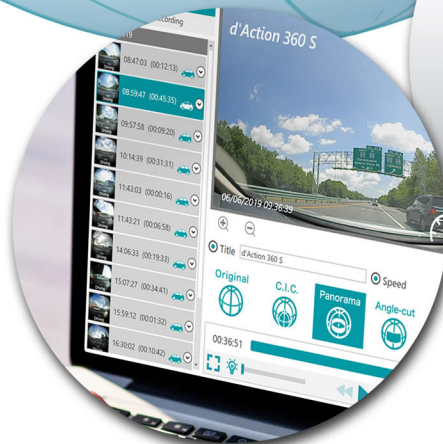 Recording
d'Action 360 S
08:47:03 (00:12:13)
08:59:47 (00:45:35)
09:57:58 (00:09:20)
10:14:39 (00:31:31)
11:43:03 (00:00:16)
11:43:21 (00:06:58)
14:06:33 (00:19:33)
15:07:27 (00:34:41)
15:59:12 (00:01:32)
16:30:02 (00:10:42)
06/06/2019 09:36:39
Title d'Action 360 S
Speed
Original
C.I.C.
Panorama
Angle-cut
00:36:51